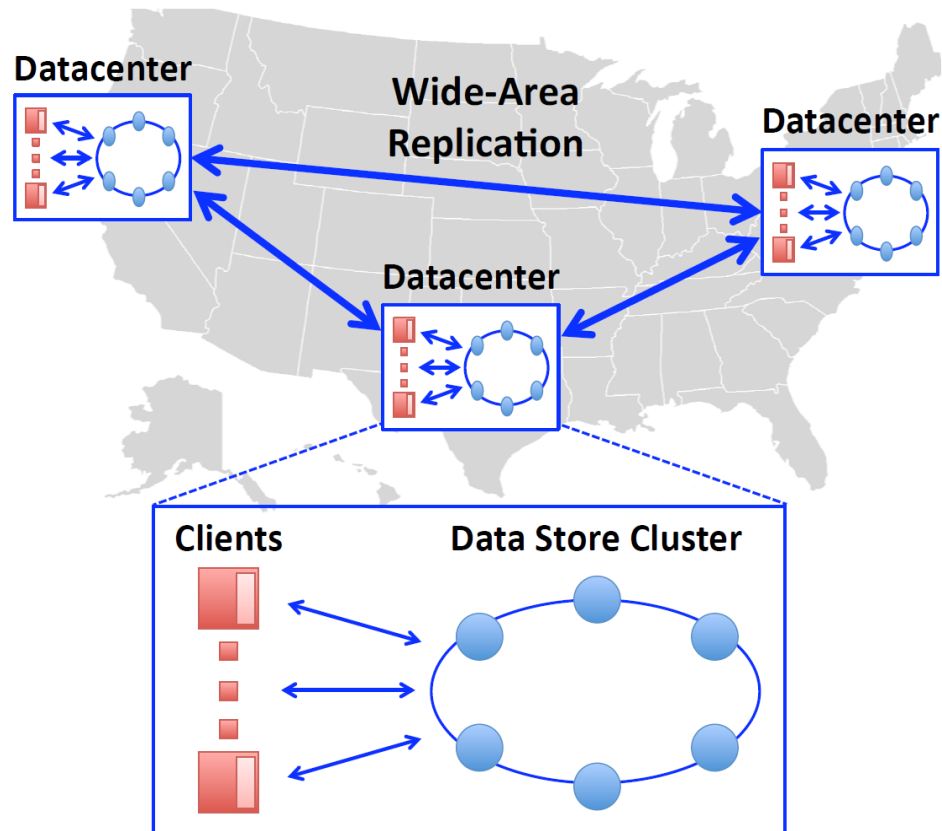 Datacenter
Wide-Area
Replication
Datacenter
Datacenter
Clients
Data Store Cluster